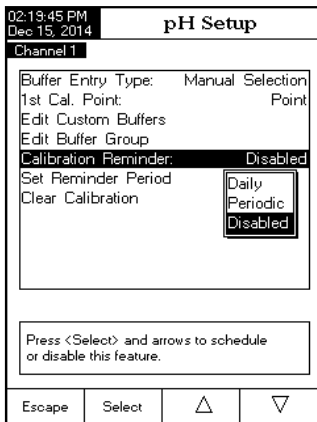 02:19:45 PM
Dec 15, 2014
pH Setup
Channel 1
Buffer Entry Type: Manual Selection
1st Cal. Point: Point
Edit Custom Buffers
Edit Buffer Group
Calibration Reminder: Disabled
Set Reminder Period
Clear Calibration
Daily
Periodic
Disabled
Press <Select> and arrows to schedule
or disable this feature.
Escape Select